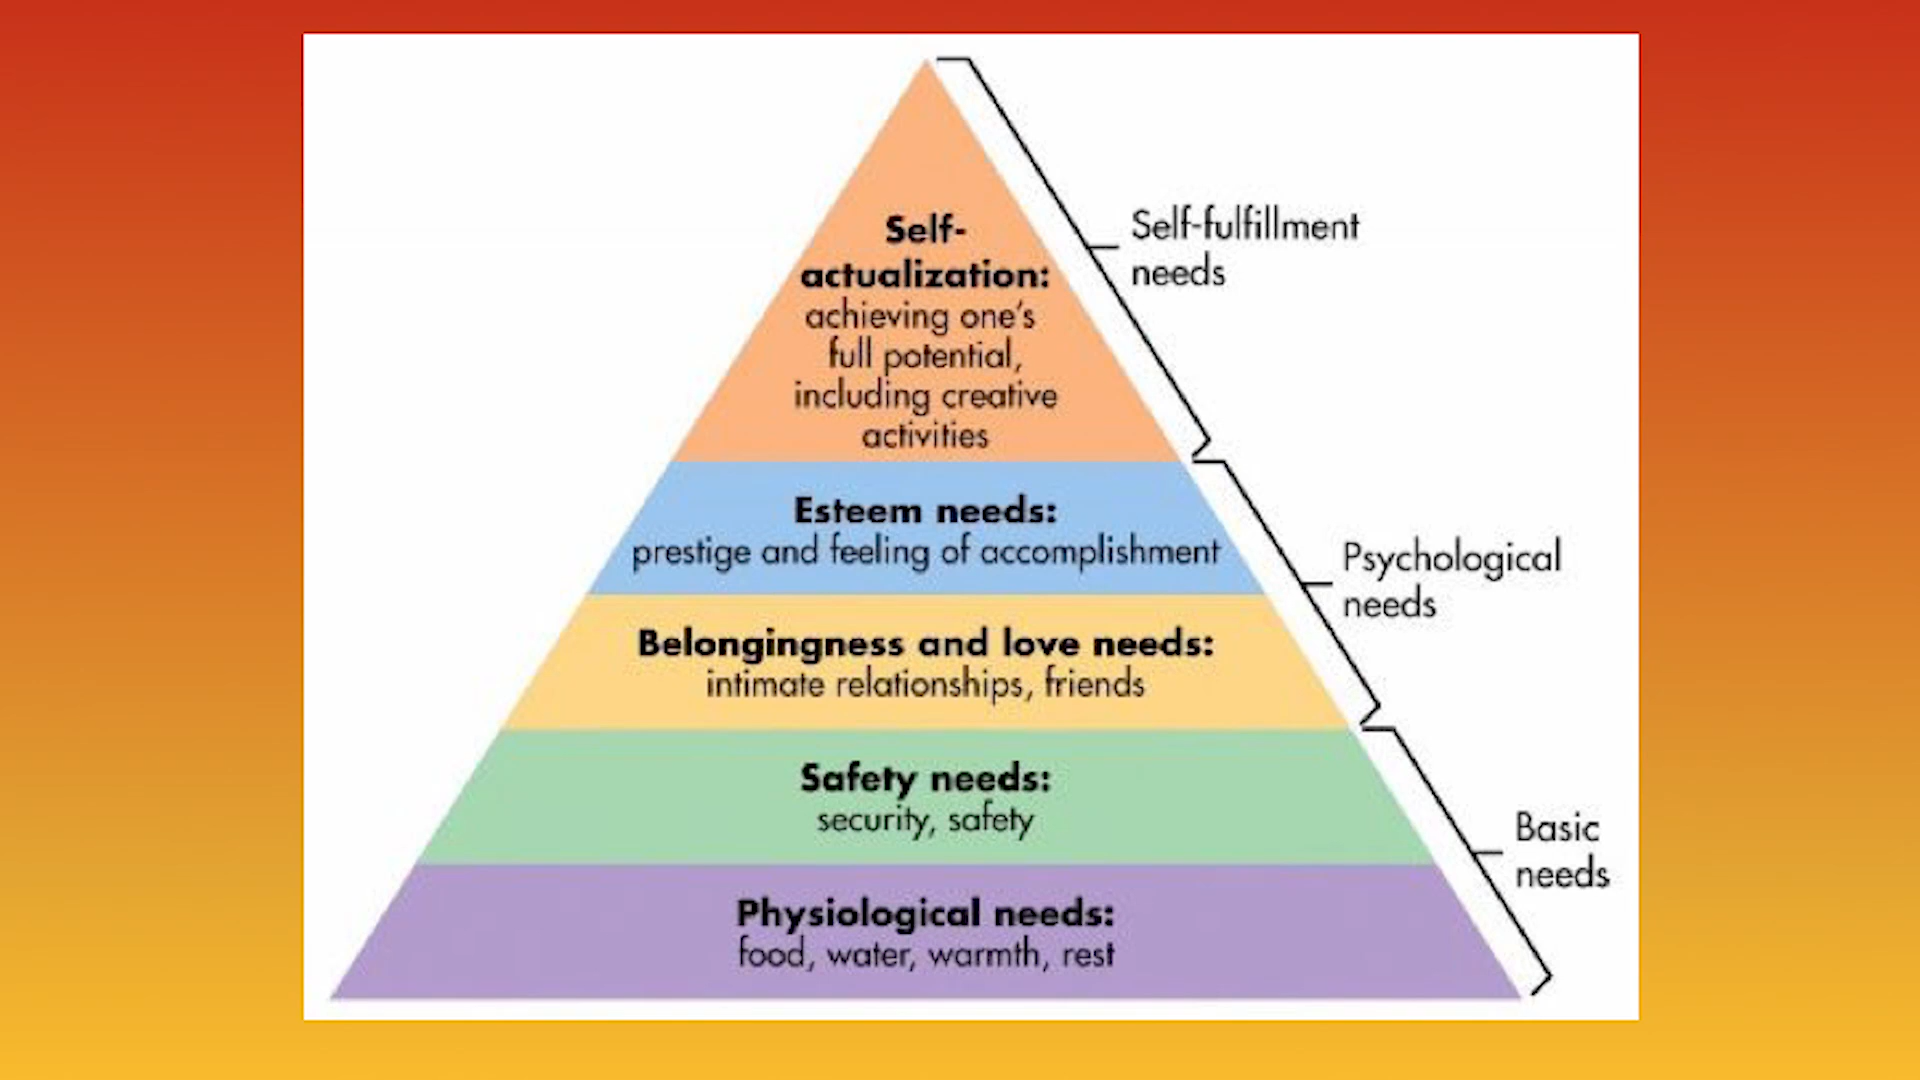 Self-
actualization:
achieving one's
full potential,
including creative
activities
Self-fulfillment
needs
Esteem needs:
prestige and feeling of accomplishment
Psychological
needs
Belongingness and love needs:
intimate relationships, friends
Safety needs:
security, safety
Basic
needs
Physiological needs:
food, water, warmth, rest